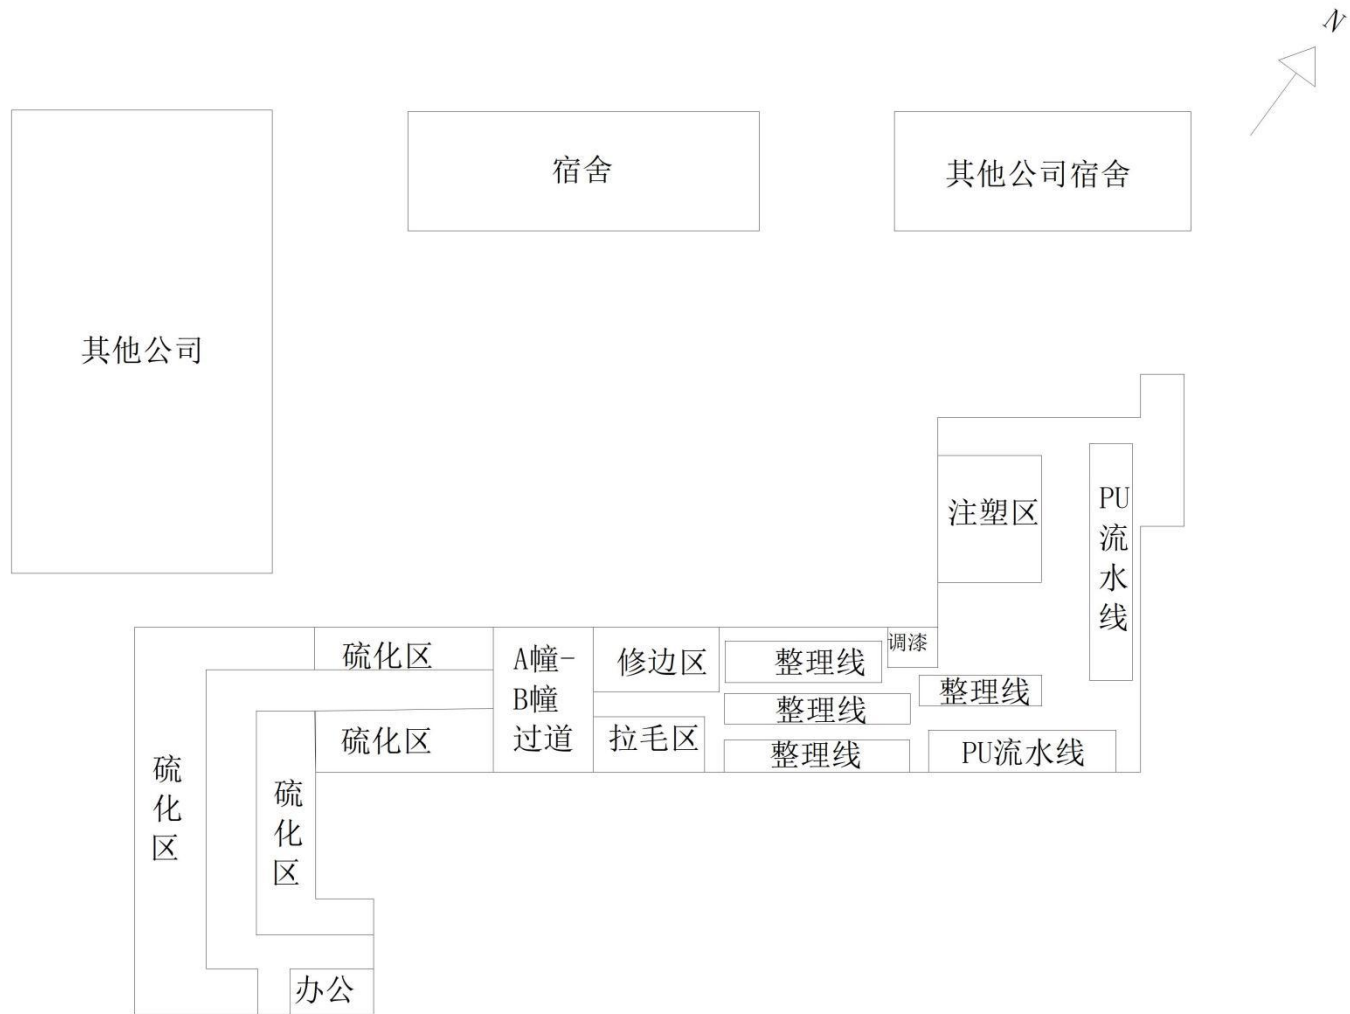 N
宿舍
其他公司宿舍
其他公司
注塑区
PU
流
水
线
硫化区
A幢-
B幢
过道
修边区
整理线
调漆
整理线
整理线
硫化区
拉毛区
整理线
PU流水线
硫
化
区
硫
化
区
办公